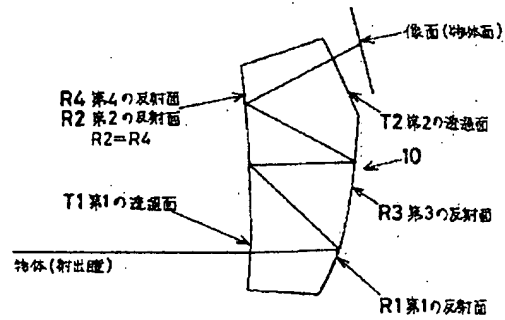 像面(物体面)
R4 第4の反射面
R2 第2の反射面
R2=R4
T2 第2の透過面
10
T1 第1の透過面
R3 第3の反射面
物体(射出瞳)
R1 第1の反射面